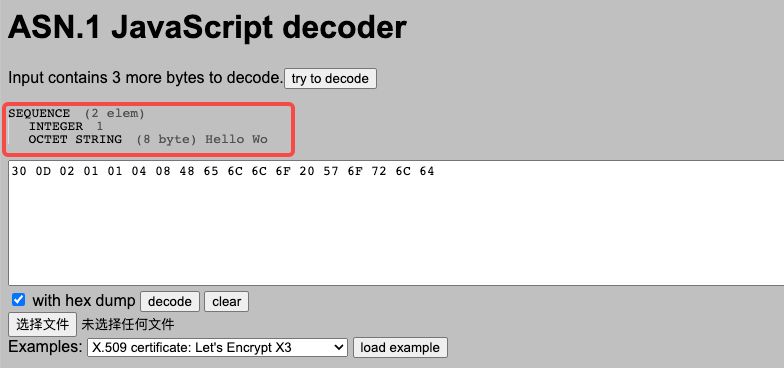 ASN.1 JavaScript decoder
Input contains 3 more bytes to decode. try to decode
SEQUENCE (2 elem)
INTEGER 1
OCTET STRING (8 byte) Hello Wo
30 0D 02 01 01 04 08 48 65 6C 6C 6F 20 57 6F 72 6C 64
with hex dump decode clear
选择文件 未选择任何文件
Examples: X.509 certificate: Let's Encrypt X3 load example